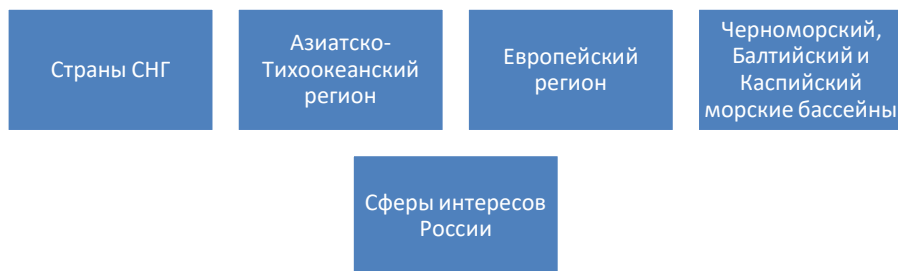 Страны СНГ
Азиатско-
Тихоокеанский
регион
Европейский
регион
Черноморский,
Балтийский и
Каспийский
морские бассейны
Сферы интересов
России